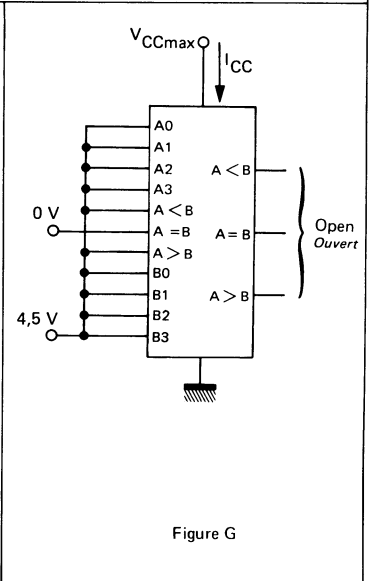 VCCmax
ICC
A0
A1
A2
A3
A < B
A = B
A > B
B0
B1
B2
B3
0 V
4,5 V
A < B
A = B
A > B
Open
Ouvert
Figure G